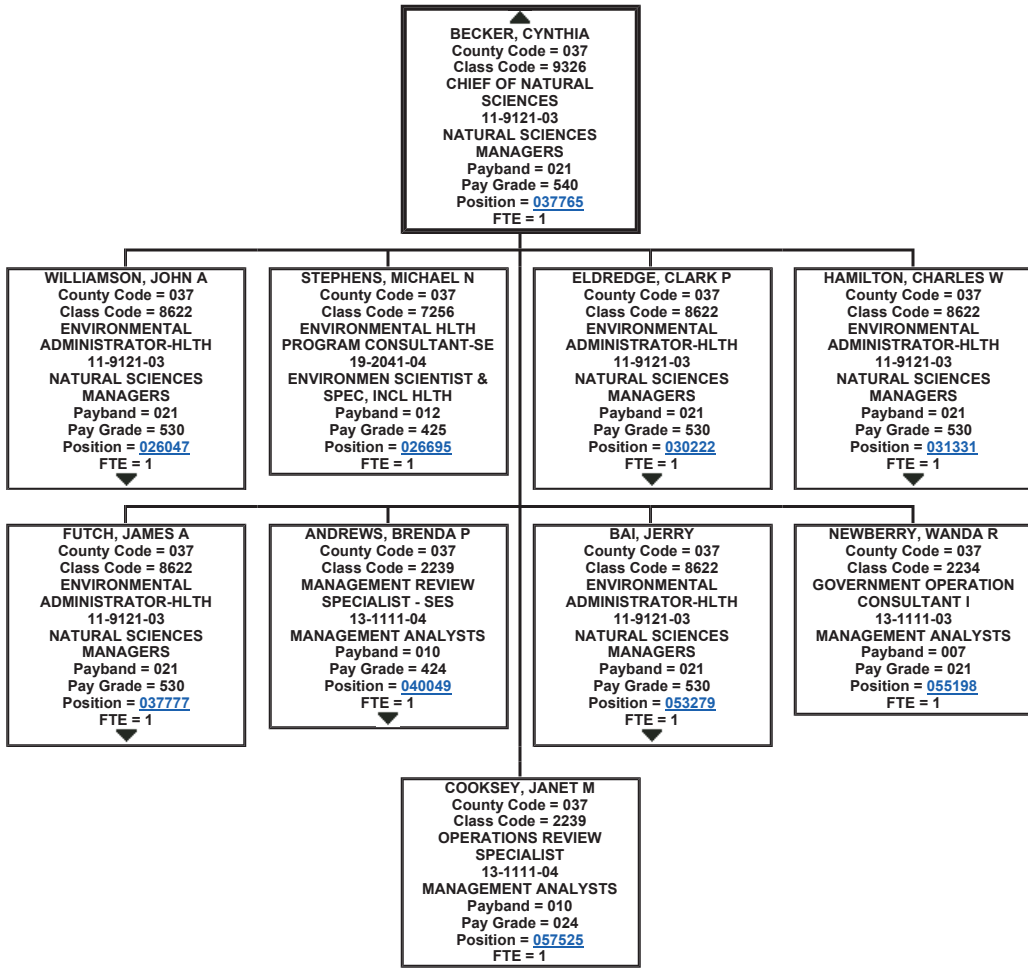 BECKER, CYNTHIA
County Code = 037
Class Code = 9326
CHIEF OF NATURAL
SCIENCES
11-9121-03
NATURAL SCIENCES
MANAGERS
Payband = 021
Pay Grade = 540
Position = 037765
FTE = 1
WILLIAMSON, JOHN A
County Code = 037
Class Code = 8622
ENVIRONMENTAL
ADMINISTRATOR-HLTH
11-9121-03
NATURAL SCIENCES
MANAGERS
Payband = 021
Pay Grade = 530
Position = 026047
FTE = 1
STEPHENS, MICHAEL N
County Code = 037
Class Code = 7256
ENVIRONMENTAL HLTH
PROGRAM CONSULTANT-SE
19-2041-04
ENVIRONMEN SCIENTIST &
SPEC, INCL HLTH
Payband = 012
Pay Grade = 425
Position = 026695
FTE = 1
ELDREDGE, CLARK P
County Code = 037
Class Code = 8622
ENVIRONMENTAL
ADMINISTRATOR-HLTH
11-9121-03
NATURAL SCIENCES
MANAGERS
Payband = 021
Pay Grade = 530
Position = 030222
FTE = 1
HAMILTON, CHARLES W
County Code = 037
Class Code = 8622
ENVIRONMENTAL
ADMINISTRATOR-HLTH
11-9121-03
NATURAL SCIENCES
MANAGERS
Payband = 021
Pay Grade = 530
Position = 031331
FTE = 1
FUTCH, JAMES A
County Code = 037
Class Code = 8622
ENVIRONMENTAL
ADMINISTRATOR-HLTH
11-9121-03
NATURAL SCIENCES
MANAGERS
Payband = 021
Pay Grade = 530
Position = 037777
FTE = 1
ANDREWS, BRENDA P
County Code = 037
Class Code = 2239
MANAGEMENT REVIEW
SPECIALIST - SES
13-1111-04
MANAGEMENT ANALYSTS
Payband = 010
Pay Grade = 424
Position = 040049
FTE = 1
BAI, JERRY
County Code = 037
Class Code = 8622
ENVIRONMENTAL
ADMINISTRATOR-HLTH
11-9121-03
NATURAL SCIENCES
MANAGERS
Payband = 021
Pay Grade = 530
Position = 053279
FTE = 1
NEWBERRY, WANDA R
County Code = 037
Class Code = 2234
GOVERNMENT OPERATION
CONSULTANT I
13-1111-03
MANAGEMENT ANALYSTS
Payband = 007
Pay Grade = 021
Position = 055198
FTE = 1
COOKSEY, JANET M
County Code = 037
Class Code = 2239
OPERATIONS REVIEW
SPECIALIST
13-1111-04
MANAGEMENT ANALYSTS
Payband = 010
Pay Grade = 024
Position = 057525
FTE = 1